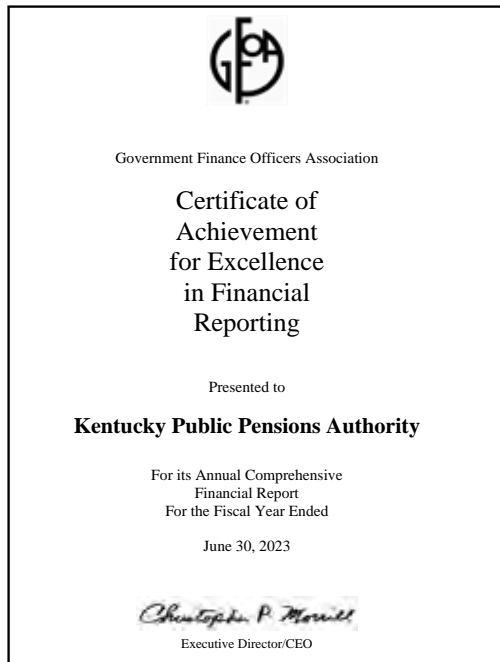 GFOA
Government Finance Officers Association
Certificate of
Achievement
for Excellence
in Financial
Reporting
Presented to
Kentucky Public Pensions Authority
For its Annual Comprehensive
Financial Report
For the Fiscal Year Ended
June 30, 2023
Christopher P. Morrill
Executive Director/CEO